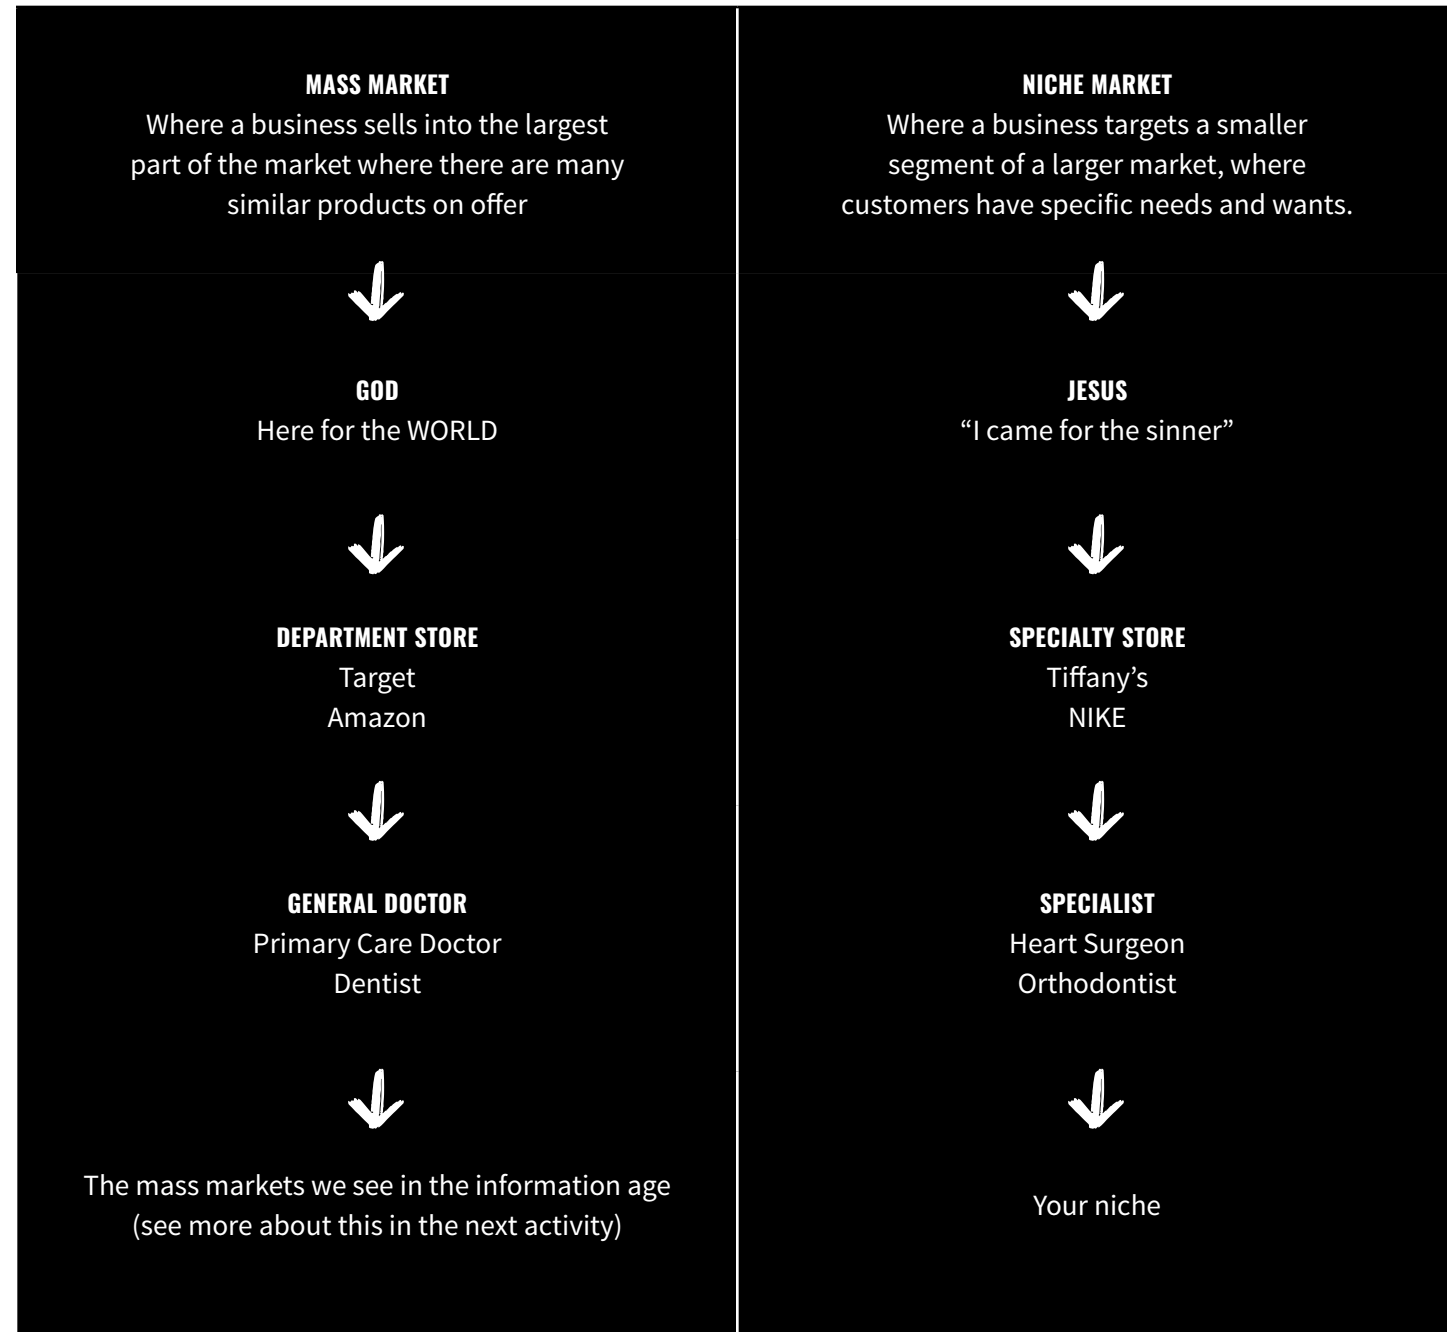 MASS MARKET
Where a business sells into the largest
part of the market where there are many
similar products on offer
GOD
Here for the WORLD
DEPARTMENT STORE
Target
Amazon
GENERAL DOCTOR
Primary Care Doctor
Dentist
The mass markets we see in the information age
(see more about this in the next activity)
NICHE MARKET
Where a business targets a smaller
segment of a larger market, where
customers have specific needs and wants.
JESUS
“I came for the sinner”
SPECIALTY STORE
Tiffany’s
NIKE
SPECIALIST
Heart Surgeon
Orthodontist
Your niche